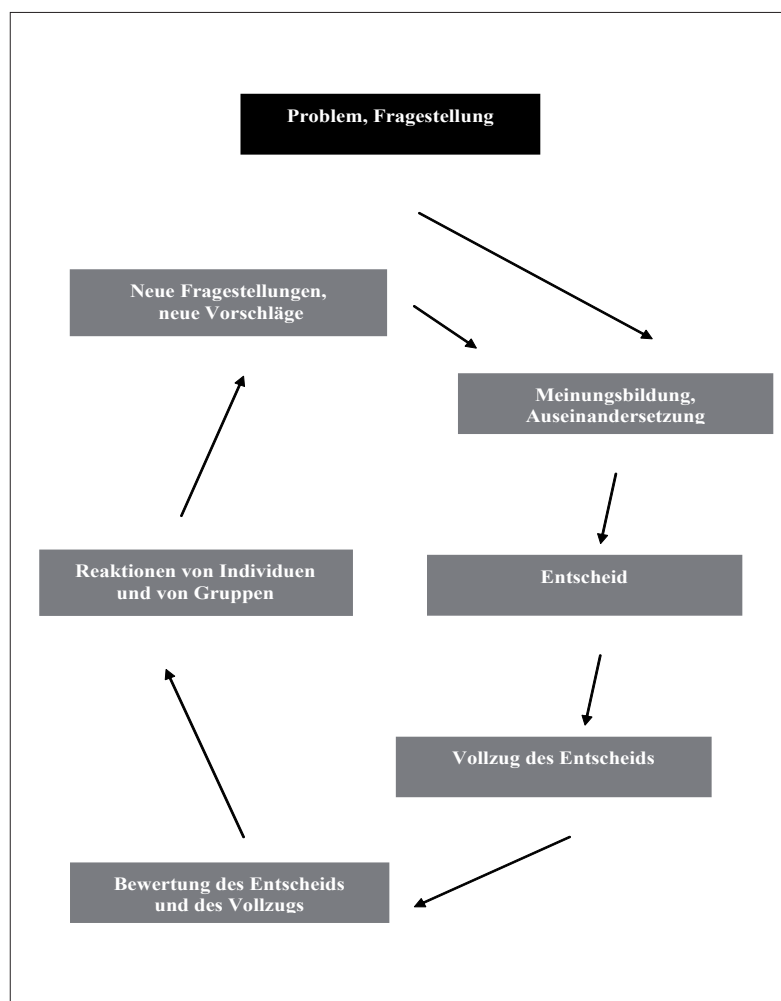 Problem, Fragestellung
Neue Fragestellungen,
neue Vorschläge
Meinungsbildung,
Auseinandersetzung
Reaktionen von Individuen
und von Gruppen
Entscheid
Vollzug des Entscheids
Bewertung des Entscheids
und des Vollzugs